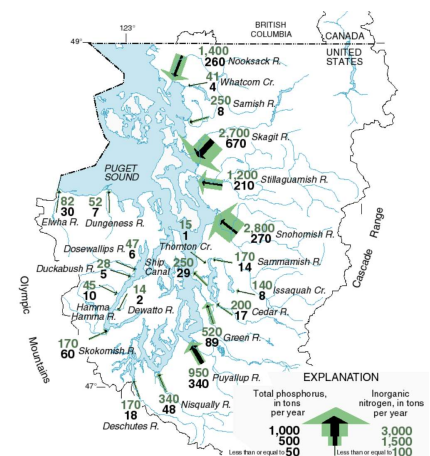 123°
49°
BRITISH
COLUMBIA
CANADA
UNITED
STATES
1,400
260 Nooksack R.
41
4 Whatcom Cr.
250
8 Samish R.
2,700
670 Skagit R.
PUGET
SOUND
1,200
210 Stillaguamish R.
82
30
Elwha R.
52
7
Dungeness R.
15
1
Thornton Cr.
2,800
270 Snohomish R.
Cascade Range
Dosewallips R. 47
6
Duckabush R. 28
5
Ship
Canal
250
29
170
14
Sammamish R.
45
10
Hamma
Hamma R.
14
2
Dewatto R.
140
8
Issaquah Cr.
200
17
Cedar R.
Olympic
Mountains
520
89
Green R.
170
60 Skokomish R.
950
340
Puyallup R.
47°
340
48
Nisqually R.
170
18
Deschutes R.
EXPLANATION
Total phosphorus,
in tons
per year
Inorganic
nitrogen, in tons
per year
1,000
3,000
500
1,500
Less than or equal to 50
Less than or equal to 100